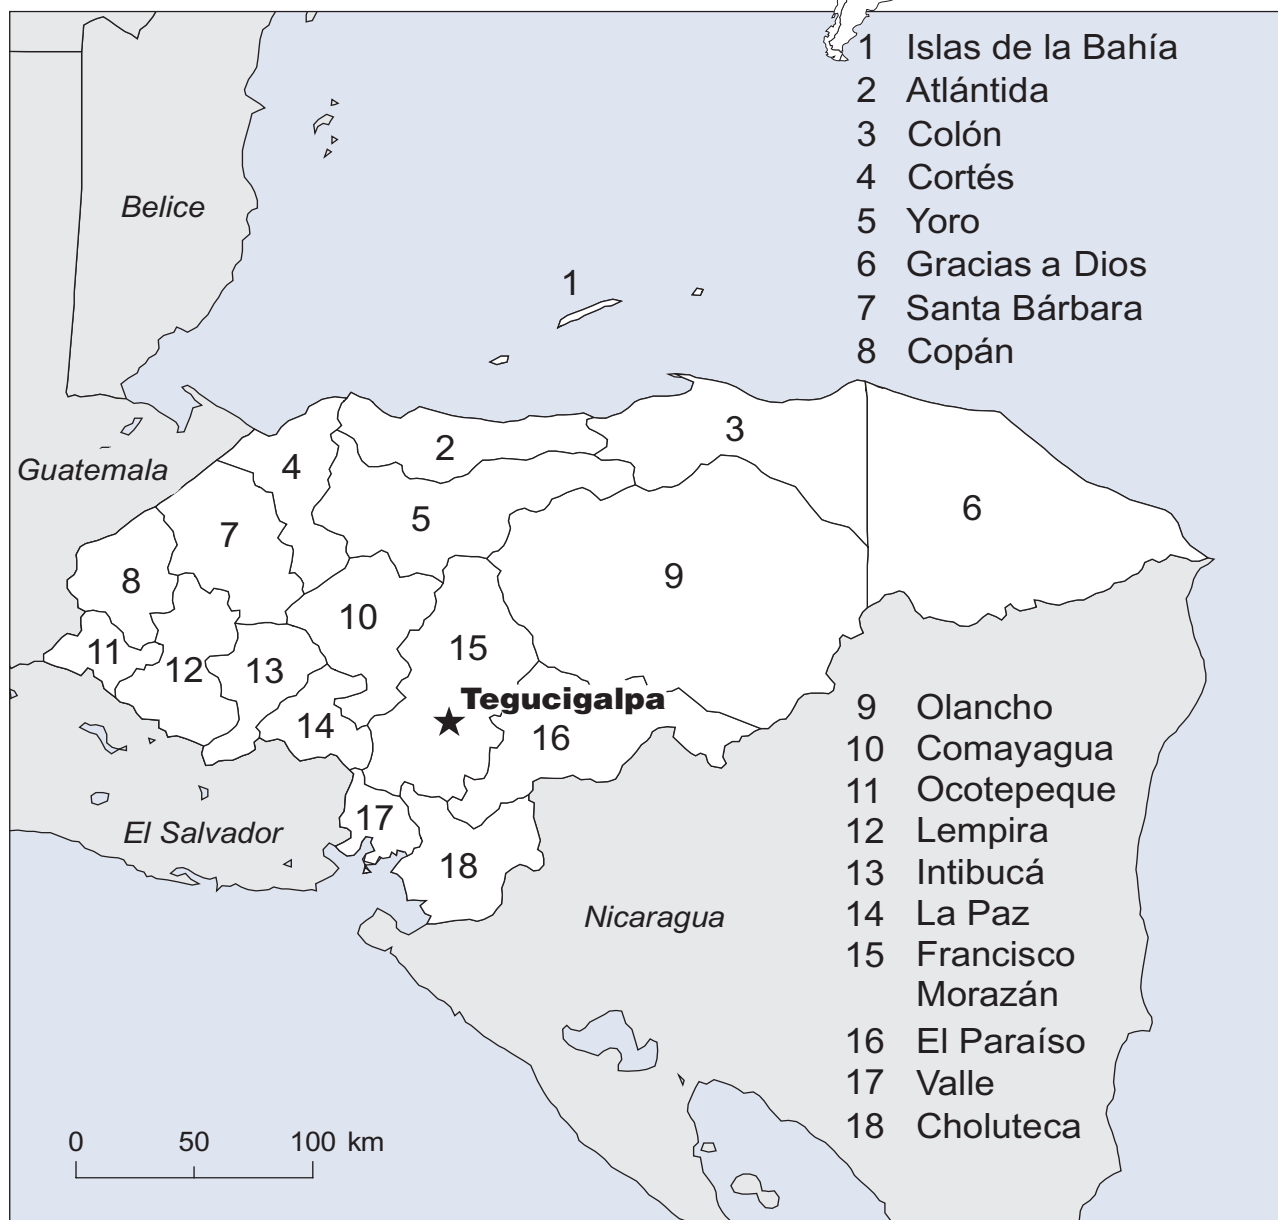 1 Islas de la Bahía
2 Atlántida
3 Colón
4 Cortés
5 Yoro
6 Gracias a Dios
7 Santa Bárbara
8 Copán
Belice
1
Guatemala
2
3
4
5
6
7
8
9
10
11
12
13
14
15
Tegucigalpa
16
17
18
El Salvador
Nicaragua
9 Olancho
10 Comayagua
11 Ocotepeque
12 Lempira
13 Intibucá
14 La Paz
15 Francisco
Morazán
16 El Paraíso
17 Valle
18 Choluteca
0 50 100 km